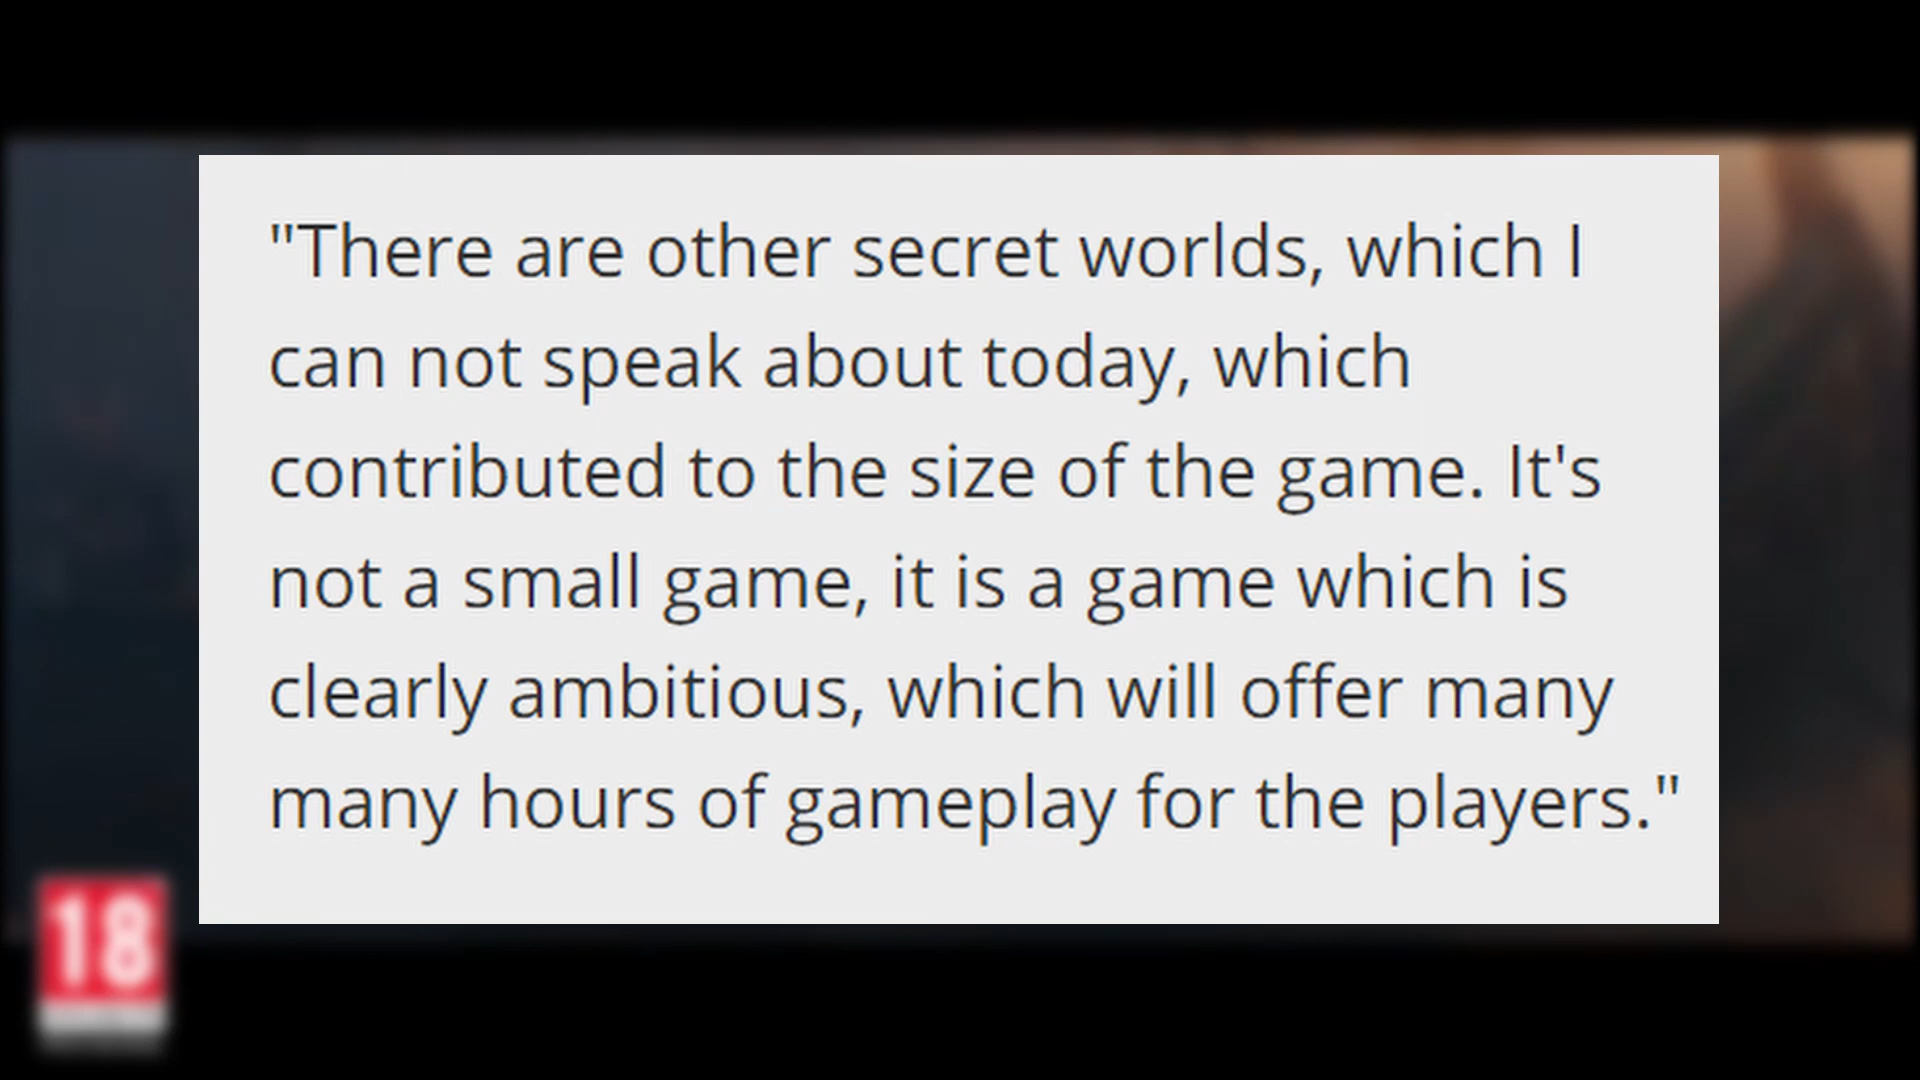 "There are other secret worlds, which I
can not speak about today, which
contributed to the size of the game. It's
not a small game, it is a game which is
clearly ambitious, which will offer many
many hours of gameplay for the players."
18